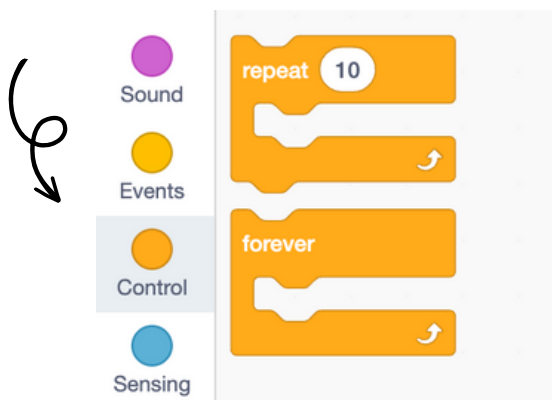 Sound
Events
Control
Sensing
repeat 10
forever